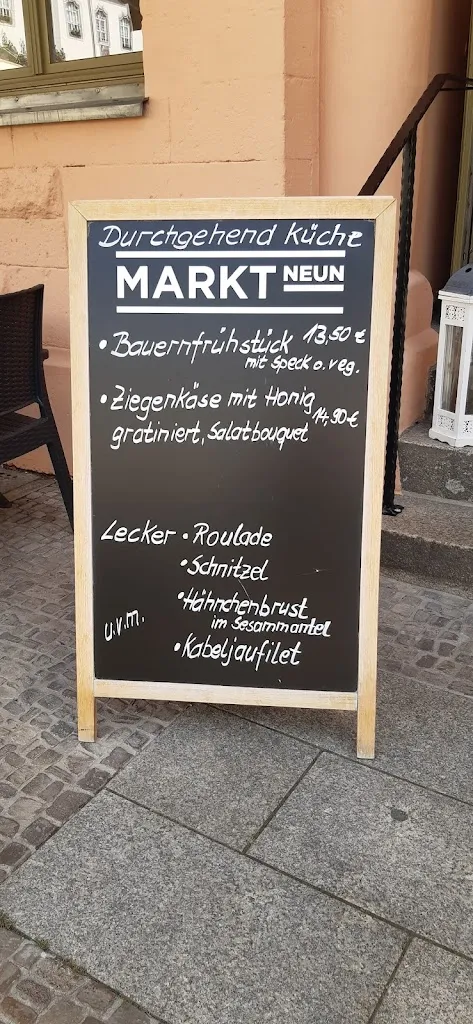 Durchgehend Küche
MARKT NEUN
• Bauernfrühstück 13,50 €
mit Speck o. veg.
• Ziegenkäse mit Honig
gratiniert, Salatbouquet 14,90 €
Lecker • Roulade
• Schnitzel
• Hähnchenbrust
im Sesammantel
u.v.m.
• Kabeljaufilet